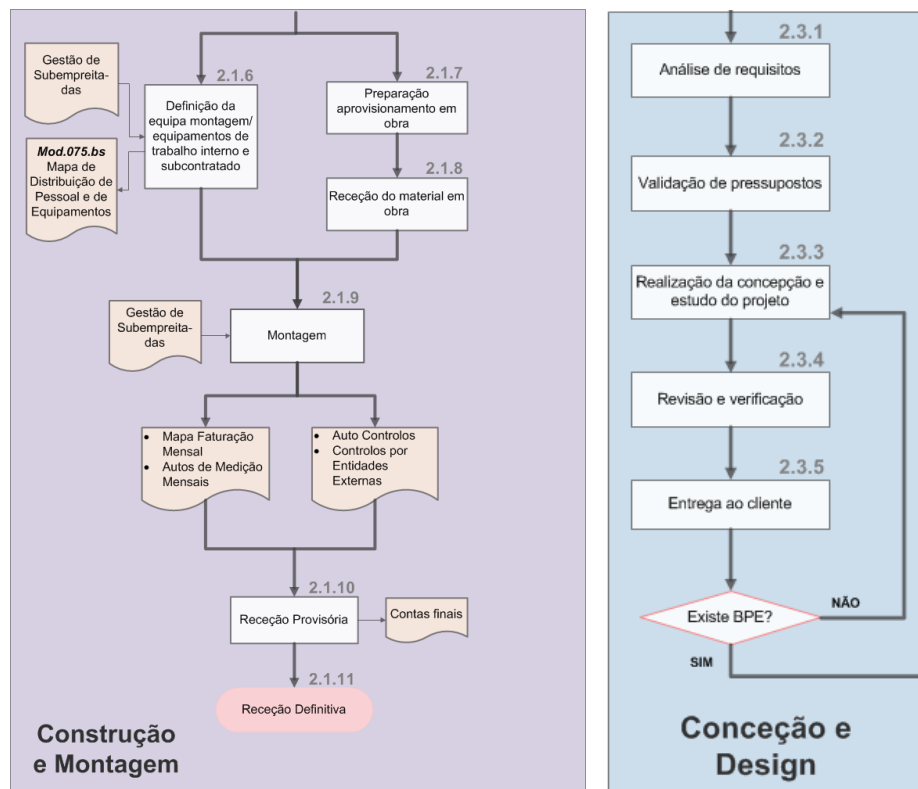 2.1.6
2.1.7
Gestão de
Subempreita-
das
Definição da
equipa montagem/
equipamentos de
trabalho interno e
subcontratado
Mod.075.bs
Mapa de
Distribuição de
Pessoal e de
Equipamentos
Preparação
aprovisionamento em
obra
2.1.8
Receção do material em
obra
2.1.9
Gestão de
Subempreita-
das
Montagem
• Mapa Faturação
Mensal
• Autos de Medição
Mensais
• Auto Controlos
• Controlos por
Entidades
Externas
2.1.10
Receção Provisória
Contas finais
2.1.11
Receção Definitiva
Construção
e Montagem
2.3.1
Análise de requisitos
2.3.2
Validação de pressupostos
2.3.3
Realização da concepção e
estudo do projeto
2.3.4
Revisão e verificação
2.3.5
Entrega ao cliente
Existe BPE?
NÃO
SIM
Conceção e
Design